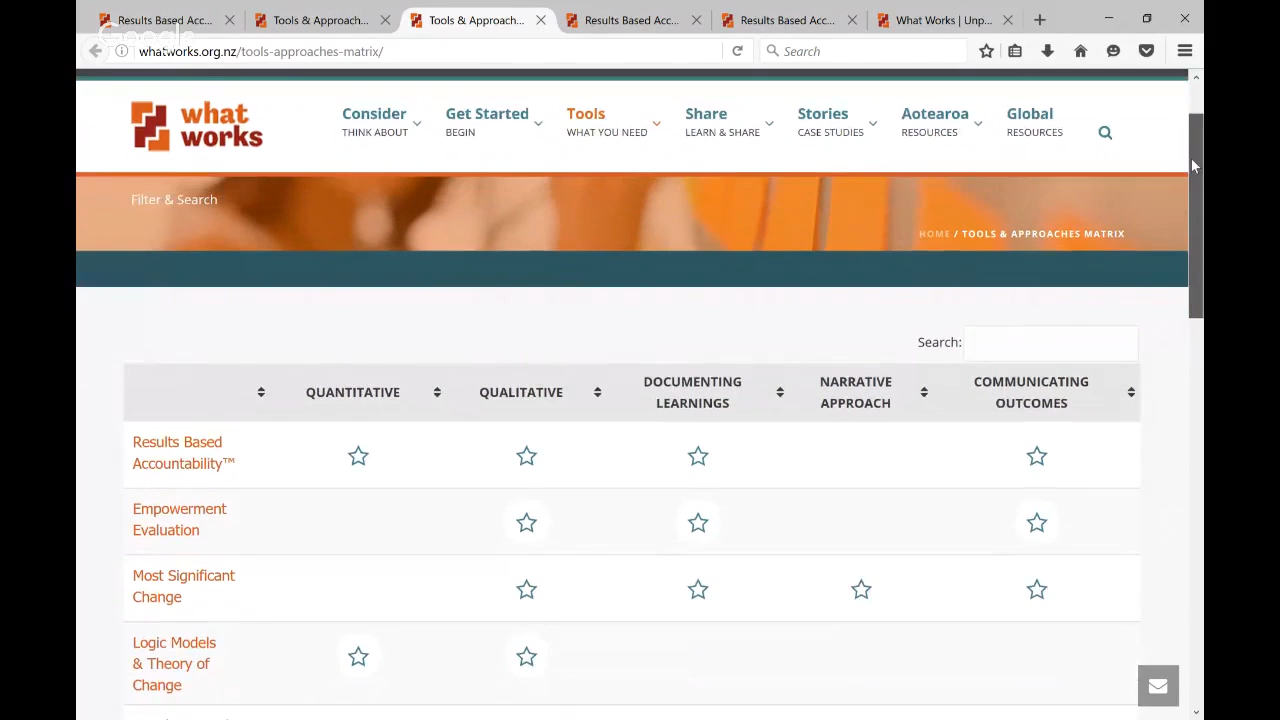 Results Based Acc...
Tools & Approach...
Tools & Approach...
Results Based Acc...
Results Based Acc...
What Works | Unp...
Google
whatworks.org.nz/tools-approaches-matrix/
Search
what works
Consider
THINK ABOUT
Get Started
BEGIN
Tools
WHAT YOU NEED
Share
LEARN & SHARE
Stories
CASE STUDIES
Aotearoa
RESOURCES
Global
RESOURCES
Filter & Search
HOME / TOOLS & APPROACHES MATRIX
Search:
QUANTITATIVE
QUALITATIVE
DOCUMENTING
LEARNINGS
NARRATIVE
APPROACH
COMMUNICATING
OUTCOMES
Results Based
Accountability™
Empowerment
Evaluation
Most Significant
Change
Logic Models
& Theory of
Change